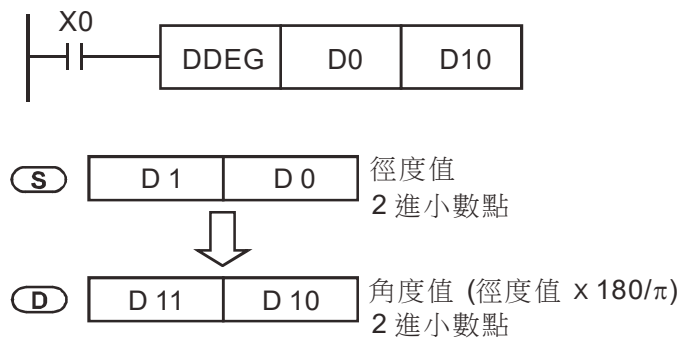 X0
DDEG D0 D10
S D 1 D 0 徑度值
2 進小數點
D D 11 D 10 角度值 (徑度值 x 180/π)
2 進小數點